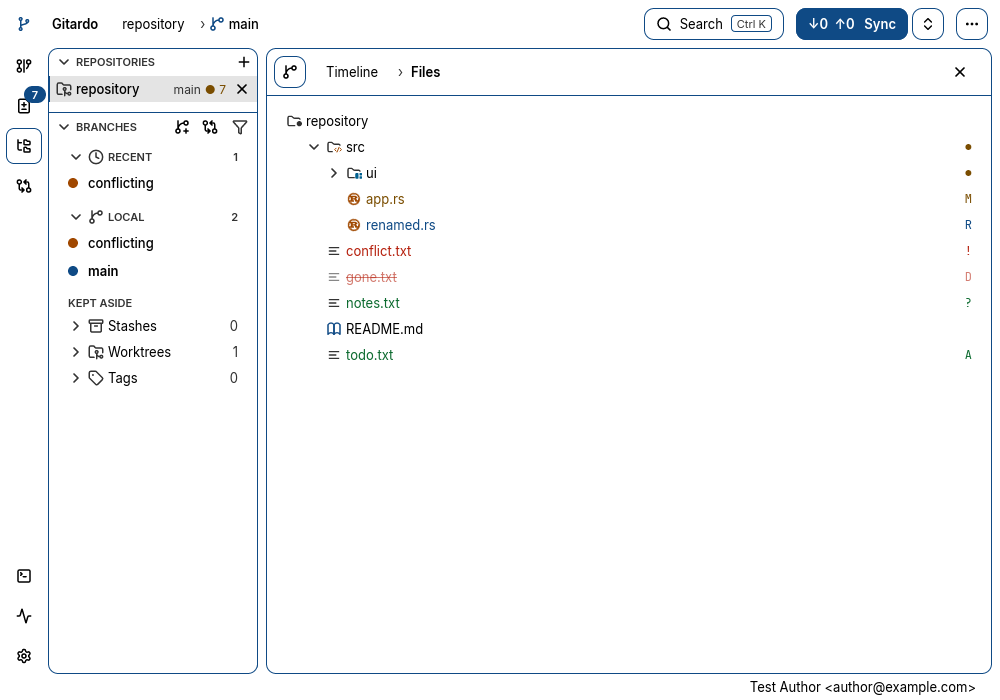 Gitardo repository › main Search Ctrl K ↓0 ↑0 Sync
7
REPOSITORIES
repository main 7
BRANCHES
RECENT 1
conflicting
LOCAL 2
conflicting
main
KEPT ASIDE
Stashes 0
Worktrees 1
Tags 0
Timeline › Files
repository
src
ui
app.rs M
renamed.rs R
conflict.txt !
gone.txt D
notes.txt ?
README.md
todo.txt A
Test Author <author@example.com>